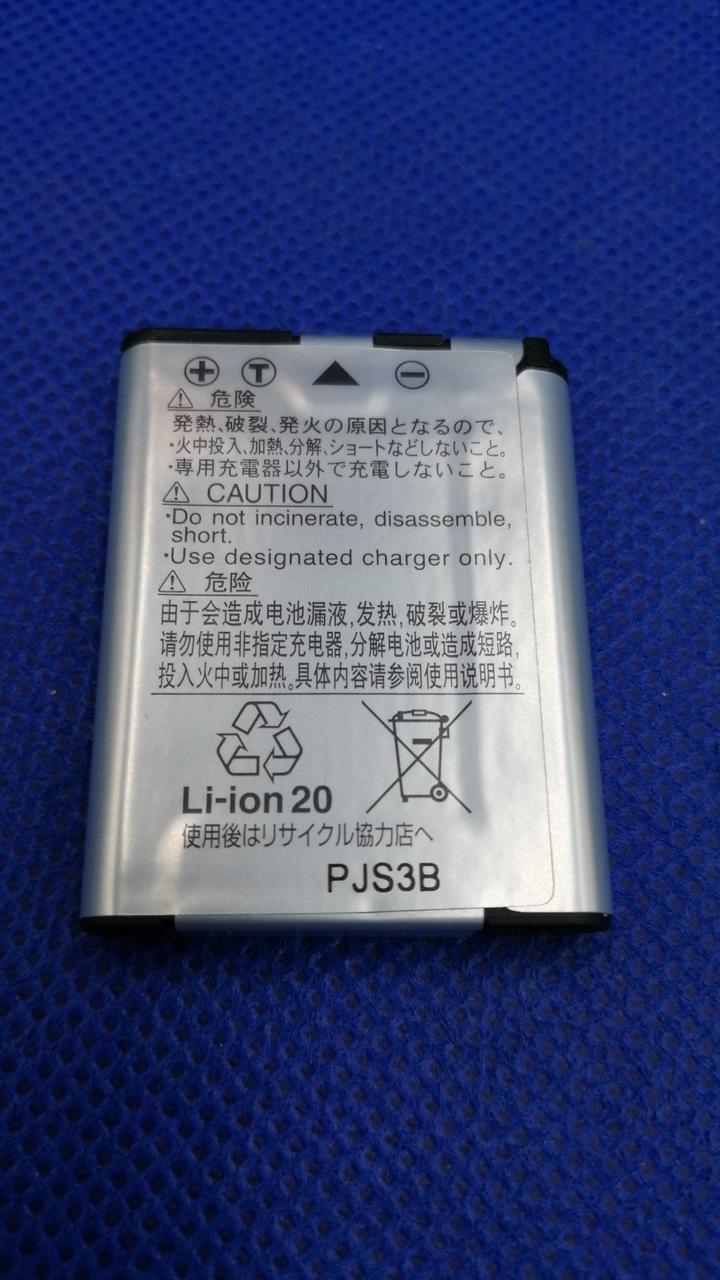 + T ▲ −
⚠ 危険
発熱、破裂、発火の原因となるので、
・火中投入、加熱、分解、ショートなどしないこと。
・専用充電器以外で充電しないこと。
⚠ CAUTION
・Do not incinerate, disassemble,
short.
・Use designated charger only.
⚠ 危险
由于会造成电池漏液,发热,破裂或爆炸。
请勿使用非指定充电器,分解电池或造成短路,
投入火中或加热。具体内容请参阅使用说明书。
Li-ion 20
使用後はリサイクル協力店へ
PJS3B